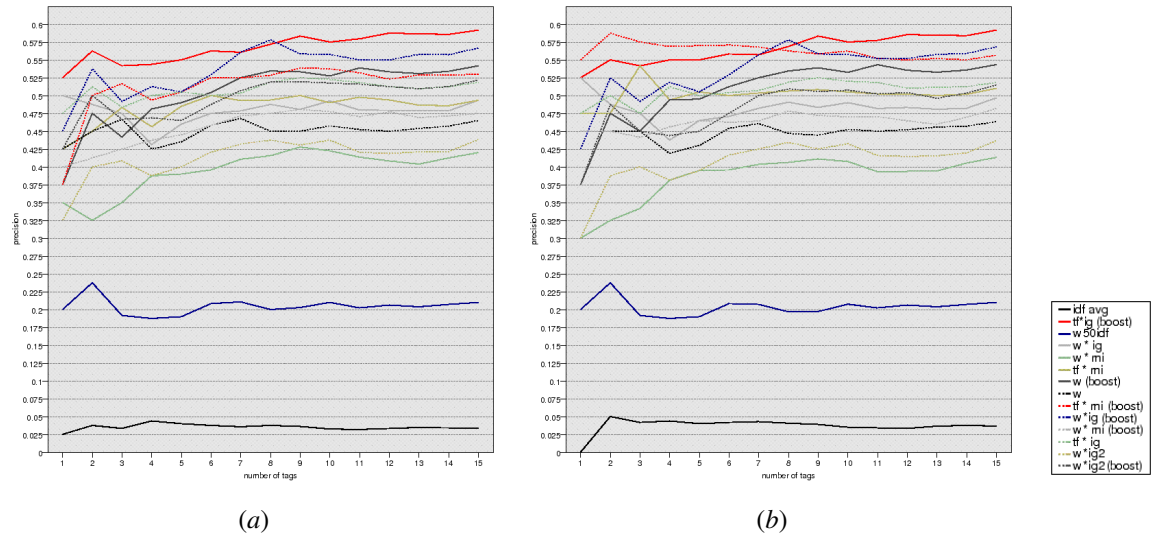 0.6
0.575
0.55
0.525
0.5
0.475
0.45
0.425
0.4
0.375
0.35
0.325
0.3
0.275
0.25
0.225
0.2
0.175
0.15
0.125
0.1
0.075
0.05
0.025
0
precision
1 2 3 4 5 6 7 8 9 10 11 12 13 14 15
number of tags
(a)
0.6
0.575
0.55
0.525
0.5
0.475
0.45
0.425
0.4
0.375
0.35
0.325
0.3
0.275
0.25
0.225
0.2
0.175
0.15
0.125
0.1
0.075
0.05
0.025
0
precision
1 2 3 4 5 6 7 8 9 10 11 12 13 14 15
number of tags
(b)
idf avg
tf*ig (boost)
w50idf
w * ig
w * mi
tf * mi
w (boost)
w
tf * mi (boost)
w *ig (boost)
w * mi (boost)
tf * ig
w *ig2
w *ig2 (boost)